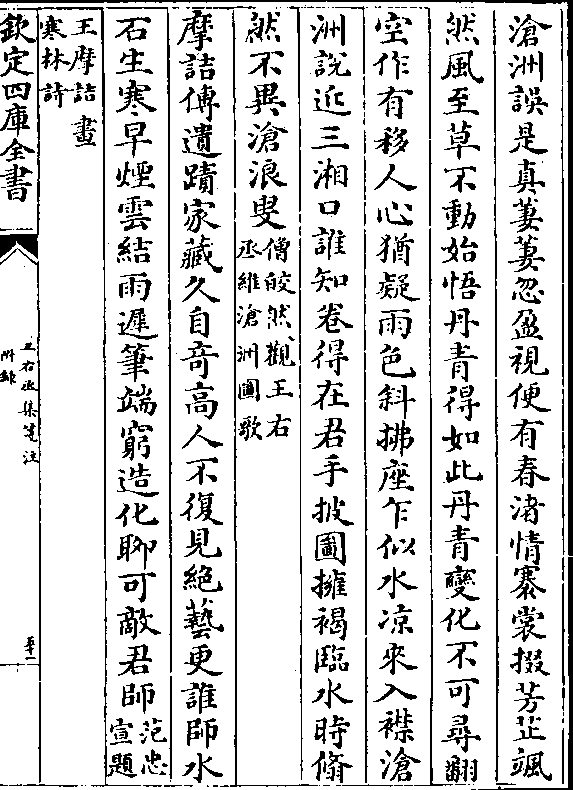 滄洲誤是真萋萋忽盈視便有春渚情褰裳掇芳芷颯
然風至草不動始悟丹青得如此丹青變化不可尋翻
空作有移人心猶疑雨色斜拂座乍似水凉來入襟滄
洲說近三湘口誰知卷得在君手披圖擁褐臨水時翛
然不異滄浪叟僧皎然觀王右
丞維滄洲圖歌
摩詰傳遺蹟家藏久自竒高人不復見絶藝更誰師水
石生寒早煙雲結雨遲筆端窮造化聊可敵君師范忠
宣題
王摩詰畫
寒林詩
欽定四庫全書
王右丞集箋注
附録